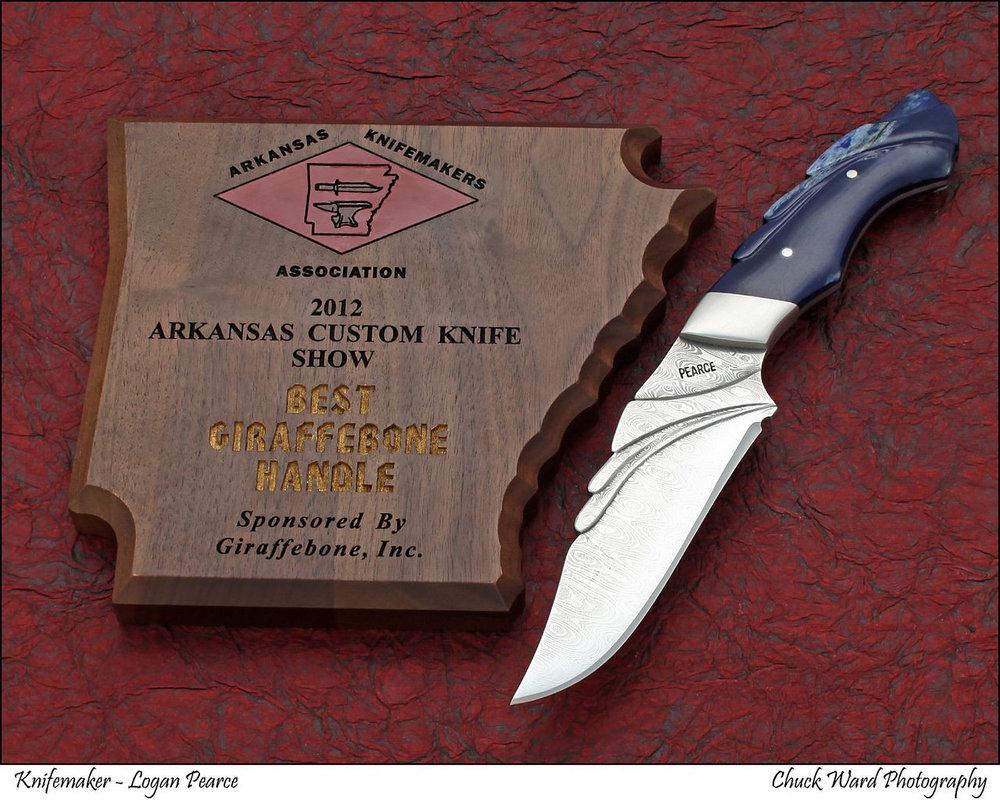 ARKANSAS KNIFEMAKERS
ASSOCIATION
2012
ARKANSAS CUSTOM KNIFE
SHOW
BEST
GIRAFFEBONE
HANDLE
Sponsored By
Giraffebone, Inc.
PEARCE
Knifemaker - Logan Pearce
Chuck Ward Photography